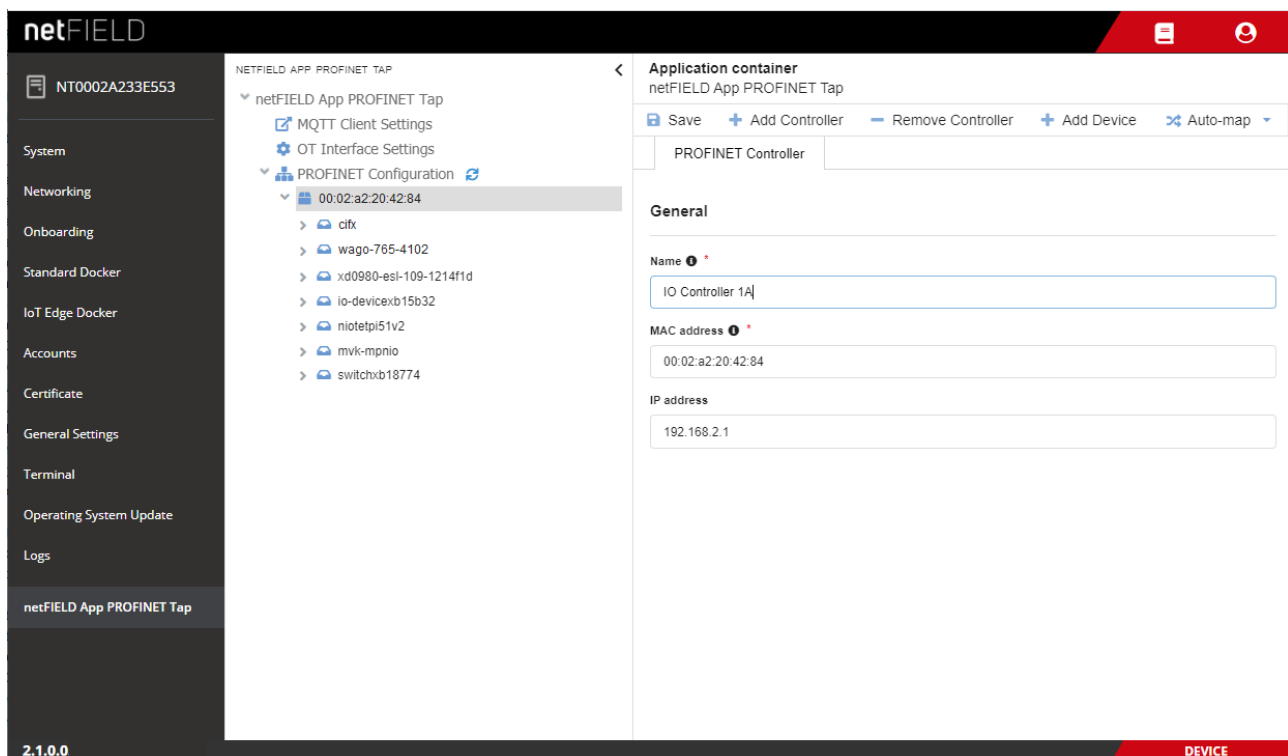 netFIELD
NT0002A233E553
System
Networking
Onboarding
Standard Docker
IoT Edge Docker
Accounts
Certificate
General Settings
Terminal
Operating System Update
Logs
netFIELD App PROFINET Tap
2.1.0.0
NETFIELD APP PROFINET TAP
netFIELD App PROFINET Tap
MQTT Client Settings
OT Interface Settings
PROFINET Configuration
00:02:a2:20:42:84
cifx
wago-765-4102
xd0980-esl-109-1214f1d
io-devicexb15b32
niotetpi51v2
mvk-mpnio
switchxb18774
Application container
netFIELD App PROFINET Tap
Save + Add Controller − Remove Controller + Add Device Auto-map
PROFINET Controller
General
Name *
IO Controller 1A
MAC address *
00:02:a2:20:42:84
IP address
192.168.2.1
DEVICE